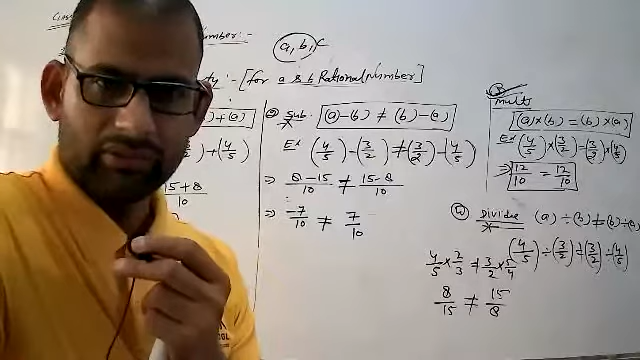 Number:-
a, b, c
ty :- [for a & b Rational Number]
) + (a)
) + (4/5)
15+8
10
② Sub: (a)-(b) ≠ (b)-(a)
Ex (4/5)-(3/2) ≠ (3/2)-(4/5)
⇒ 8-15/10 ≠ 15-8/10
⇒ -7/10 ≠ 7/10
③ multi
(a)×(b) = (b)×(a)
Ex (4/5)×(3/2) = (3/2)×(4/5)
⇒ 12/10 = 12/10
④ Divide (a)÷(b) ≠ (b)÷(a)
(4/5)÷(3/2) ≠ (3/2)÷(4/5)
4/5×2/3 ≠ 3/2×5/4
8/15 ≠ 15/8